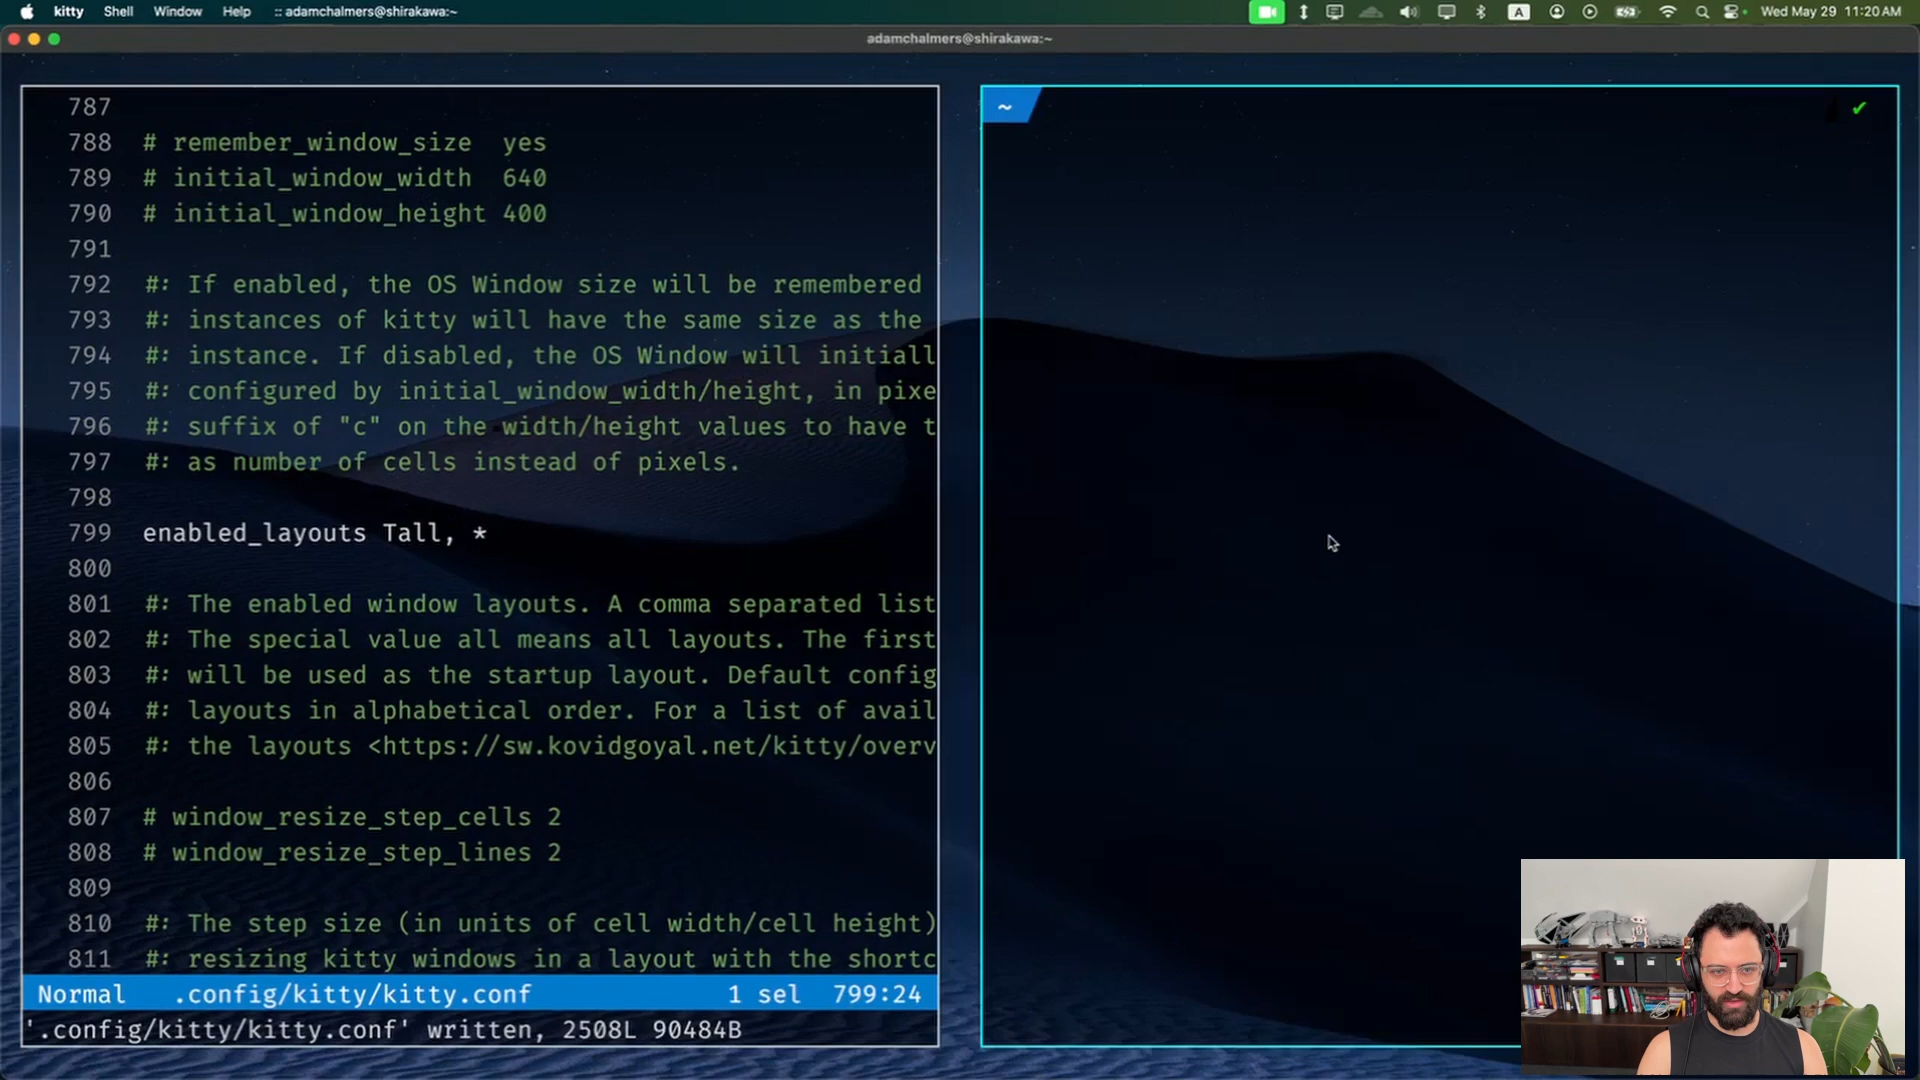 kitty Shell Window Help :: adamchalmers@shirakawa:~ A Wed May 29 11:20 AM
adamchalmers@shirakawa:~
787
788 # remember_window_size yes
789 # initial_window_width 640
790 # initial_window_height 400
791
792 #: If enabled, the OS Window size will be remembered
793 #: instances of kitty will have the same size as the
794 #: instance. If disabled, the OS Window will initiall
795 #: configured by initial_window_width/height, in pixe
796 #: suffix of "c" on the width/height values to have t
797 #: as number of cells instead of pixels.
798
799 enabled_layouts Tall, *
800
801 #: The enabled window layouts. A comma separated list
802 #: The special value all means all layouts. The first
803 #: will be used as the startup layout. Default config
804 #: layouts in alphabetical order. For a list of avail
805 #: the layouts <https://sw.kovidgoyal.net/kitty/overv
806
807 # window_resize_step_cells 2
808 # window_resize_step_lines 2
809
810 #: The step size (in units of cell width/cell height)
811 #: resizing kitty windows in a layout with the shortc
Normal .config/kitty/kitty.conf 1 sel 799:24
'.config/kitty/kitty.conf' written, 2508L 90484B
~ ✔